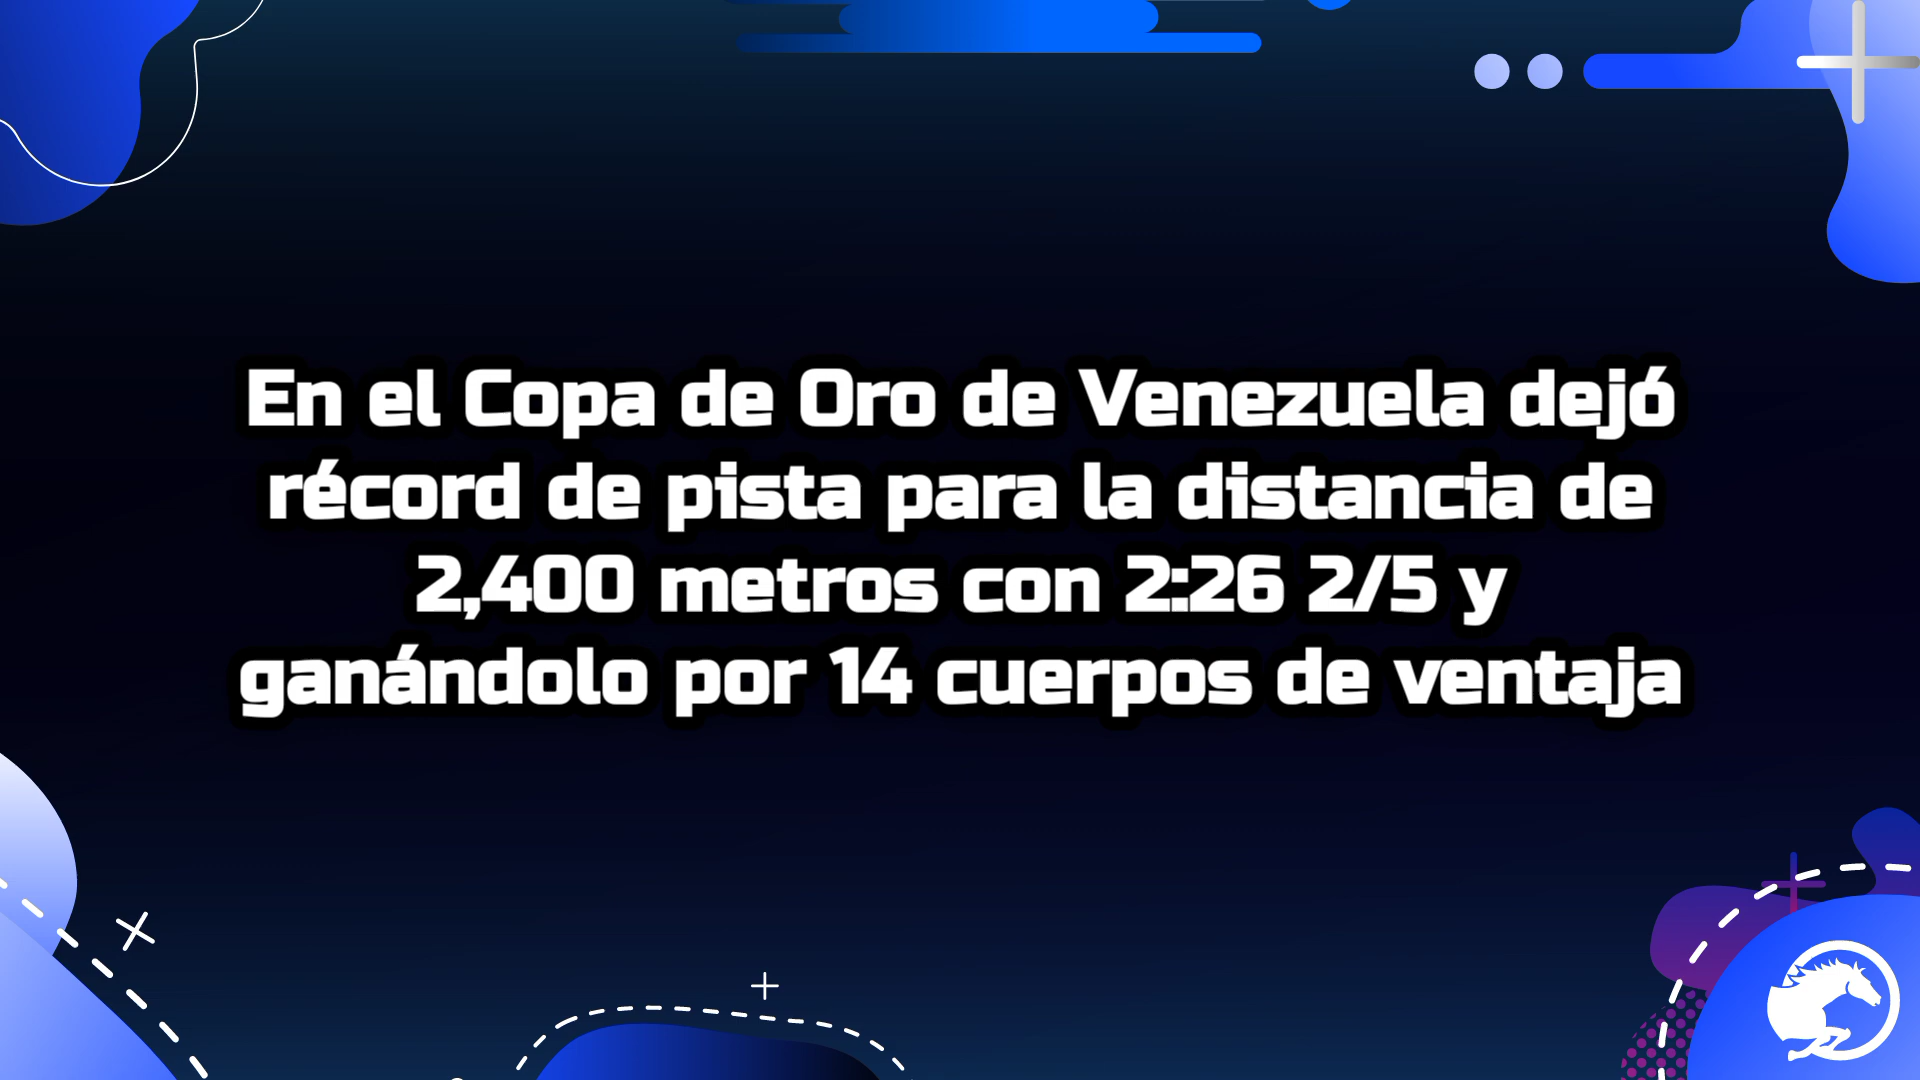 En el Copa de Oro de Venezuela dejó
récord de pista para la distancia de
2,400 metros con 2:26 2/5 y
ganándolo por 14 cuerpos de ventaja